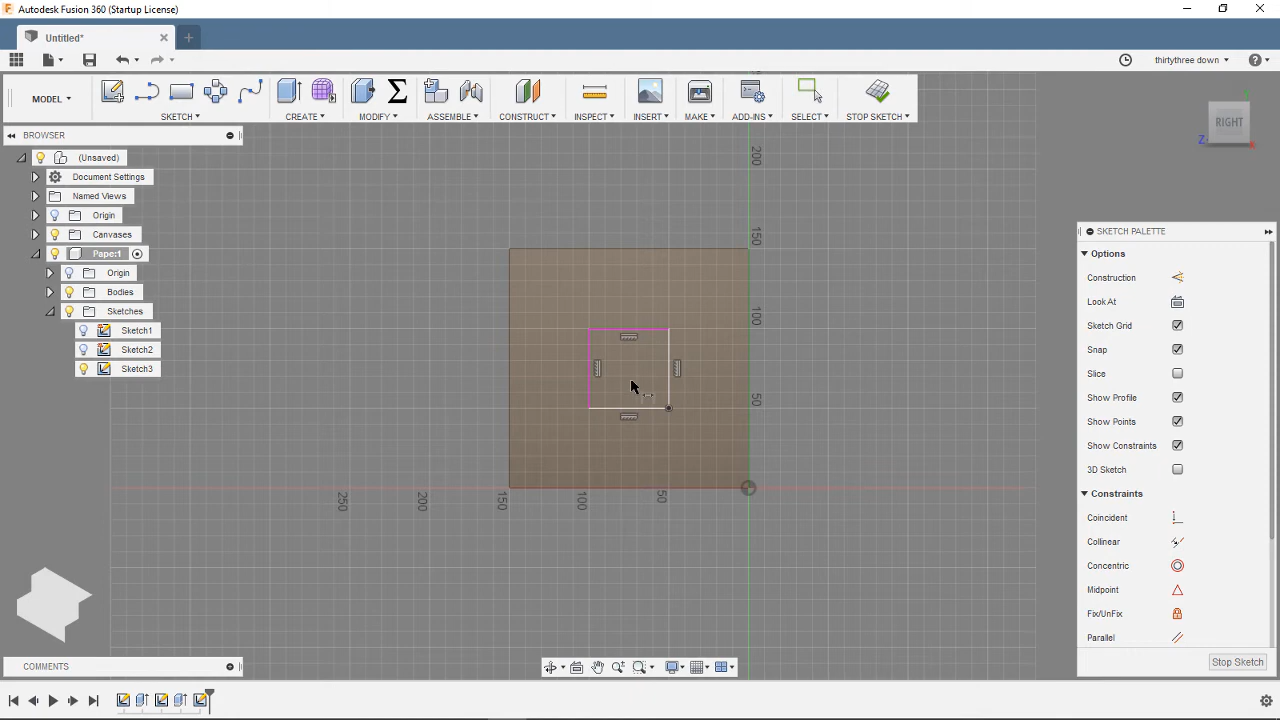 Autodesk Fusion 360 (Startup License)
Untitled*
thirtythree down
MODEL
SKETCH
CREATE
MODIFY
ASSEMBLE
CONSTRUCT
INSPECT
INSERT
MAKE
ADD-INS
SELECT
STOP SKETCH
BROWSER
(Unsaved)
Document Settings
Named Views
Origin
Canvases
Pape:1
Origin
Bodies
Sketches
Sketch1
Sketch2
Sketch3
200
150
100
50
250
200
150
100
50
RIGHT
Z
X
SKETCH PALETTE
Options
Construction
Look At
Sketch Grid
Snap
Slice
Show Profile
Show Points
Show Constraints
3D Sketch
Constraints
Coincident
Collinear
Concentric
Midpoint
Fix/UnFix
Parallel
Stop Sketch
COMMENTS